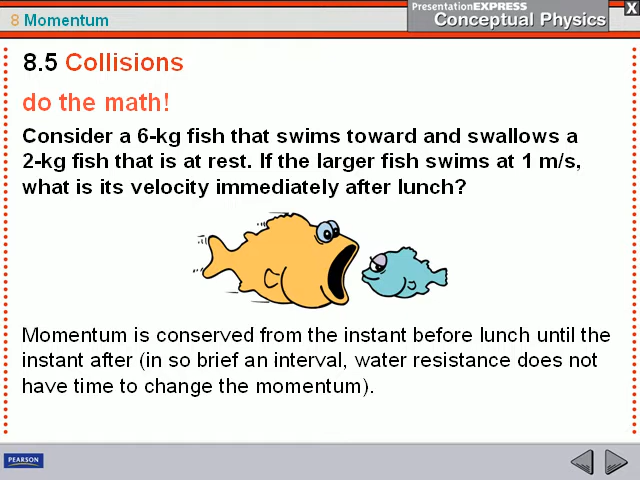 PresentationEXPRESS
8 Momentum
Conceptual Physics
X
8.5 Collisions
do the math!
Consider a 6-kg fish that swims toward and swallows a
2-kg fish that is at rest. If the larger fish swims at 1 m/s,
what is its velocity immediately after lunch?
Momentum is conserved from the instant before lunch until the
instant after (in so brief an interval, water resistance does not
have time to change the momentum).
PEARSON